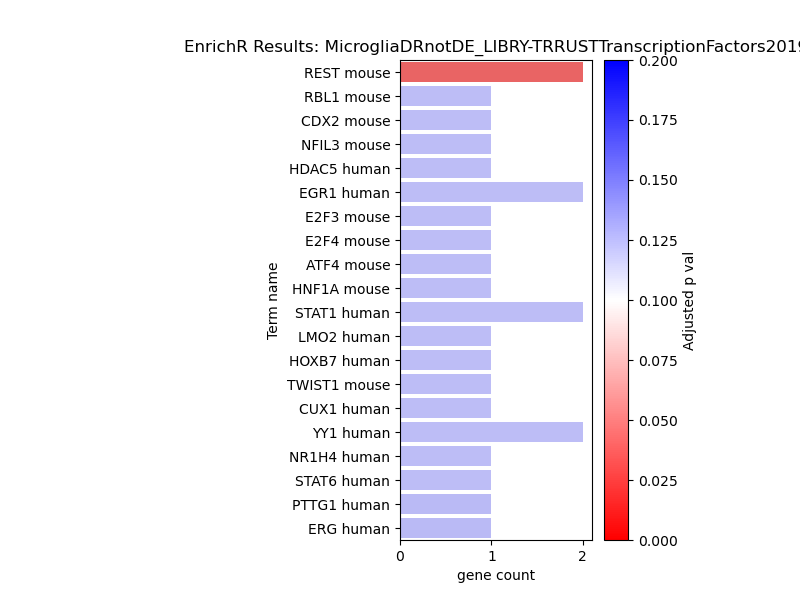 EnrichR Results: MicrogliaDRnotDE_LIBRY-TRRUSTTranscriptionFactors2019
REST mouse
RBL1 mouse
CDX2 mouse
NFIL3 mouse
HDAC5 human
EGR1 human
E2F3 mouse
E2F4 mouse
ATF4 mouse
HNF1A mouse
STAT1 human
LMO2 human
HOXB7 human
TWIST1 mouse
CUX1 human
YY1 human
NR1H4 human
STAT6 human
PTTG1 human
ERG human
Term name
0 1 2
gene count
0.200
0.175
0.150
0.125
0.100
0.075
0.050
0.025
0.000
Adjusted p val